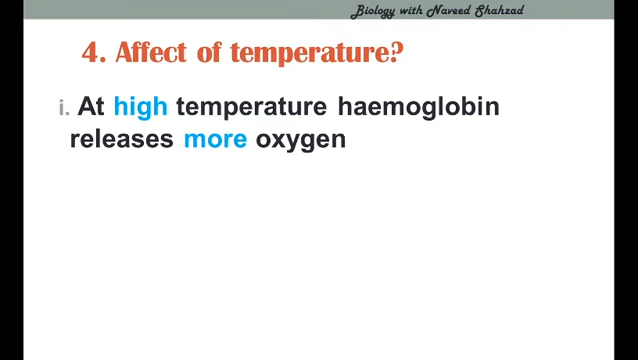 Biology with Naveed Shahzad
4. Affect of temperature?
i. At high temperature haemoglobin
releases more oxygen